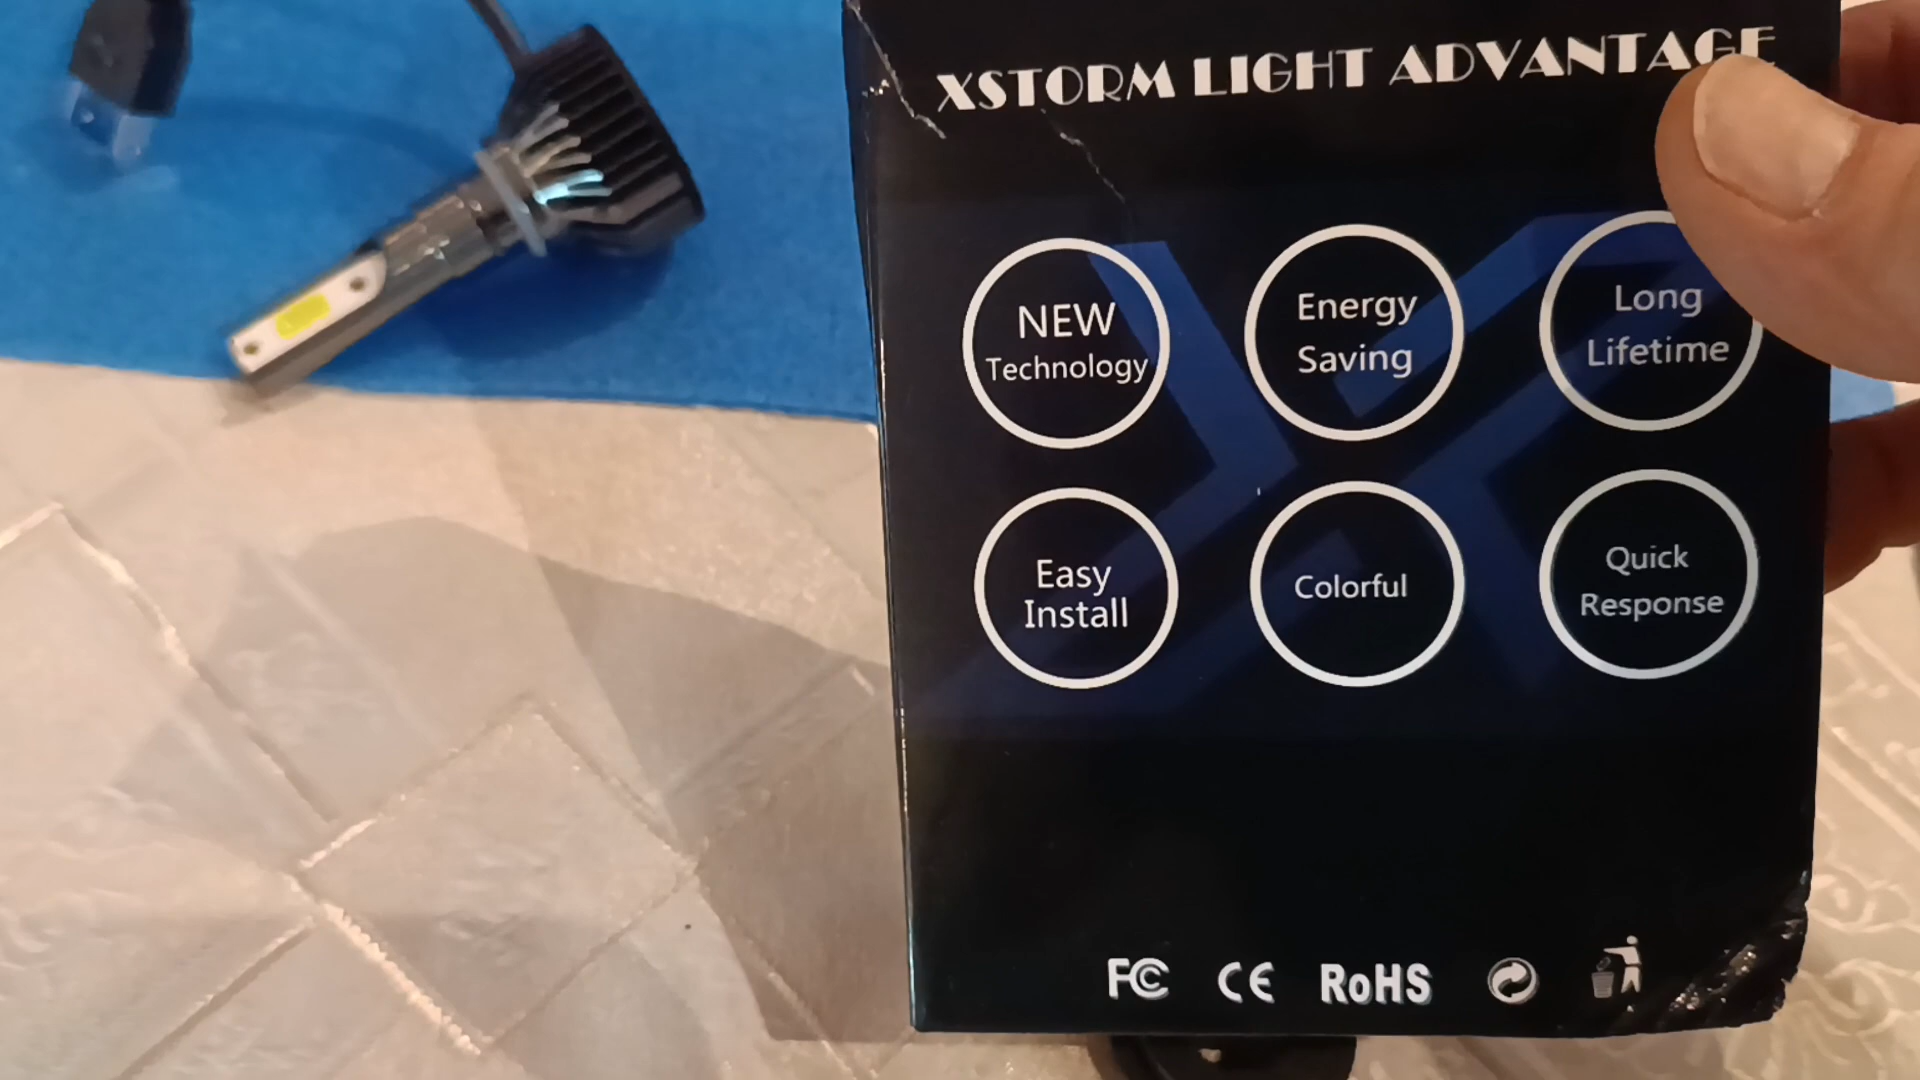 XSTORM LIGHT ADVANTAGE
NEW
Technology
Energy
Saving
Long
Lifetime
Easy
Install
Colorful
Quick
Response
FC CE RoHS